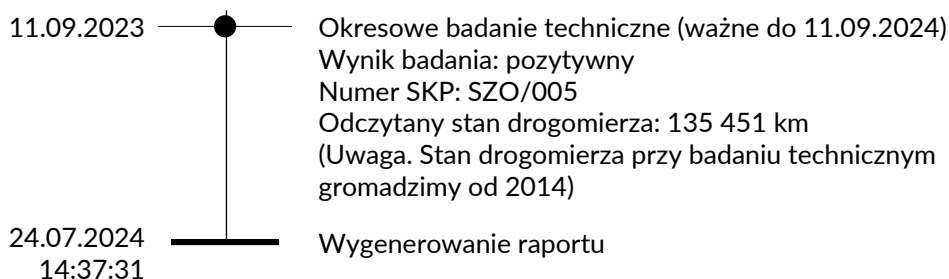 11.09.2023
Okresowe badanie techniczne (ważne do 11.09.2024)
Wynik badania: pozytywny
Numer SKP: SZO/005
Odczytany stan drogomierza: 135 451 km
(Uwaga. Stan drogomierza przy badaniu technicznym
gromadzimy od 2014)
24.07.2024
14:37:31
Wygenerowanie raportu